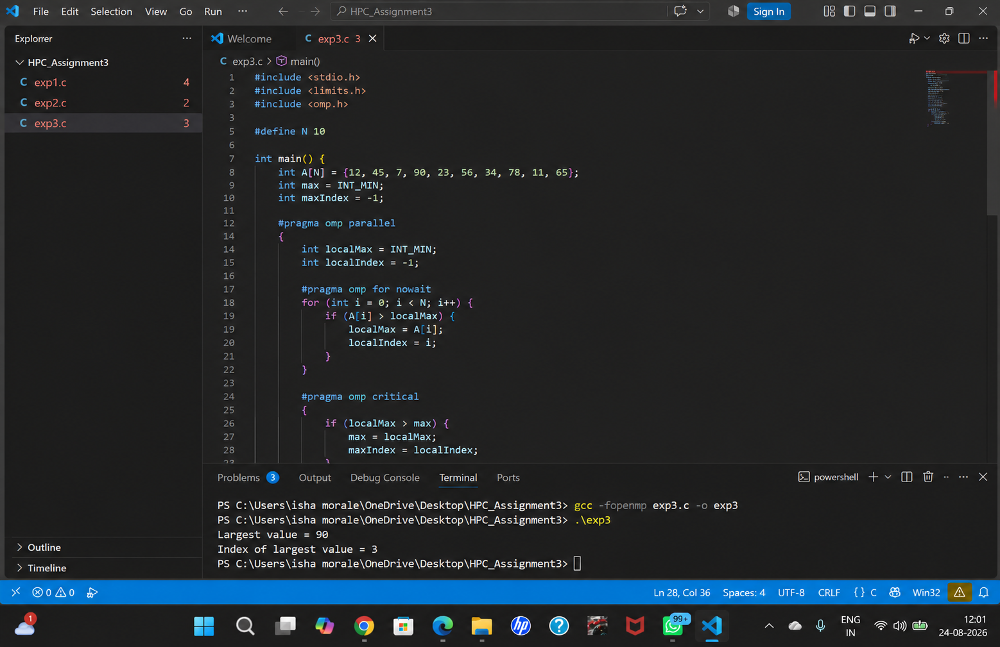 File Edit Selection View Go Run ··· HPC_Assignment3 Sign In
Explorrer ···
HPC_Assignment3
C exp1.c 4
C exp2.c 2
C exp3.c 3
Outline
Timeline
Welcome C exp3.c 3
C exp3.c > main()
1 #include <stdio.h>
2 #include <limits.h>
3 #include <omp.h>
3
5 #define N 10
6
7 int main() {
8 int A[N] = {12, 45, 7, 90, 23, 56, 34, 78, 11, 65};
9 int max = INT_MIN;
10 int maxIndex = -1;
11
12 #pragma omp parallel
14 {
14 int localMax = INT_MIN;
15 int localIndex = -1;
16
17 #pragma omp for nowait
18 for (int i = 0; i < N; i++) {
19 if (A[i] > localMax) {
19 localMax = A[i];
20 localIndex = i;
21 }
22 }
23
24 #pragma omp critical
25 {
26 if (localMax > max) {
27 max = localMax;
28 maxIndex = localIndex;
23 }
Problems 3 Output Debug Console Terminal Ports powershell
PS C:\Users\isha morale\OneDrive\Desktop\HPC_Assignment3> gcc -fopenmp exp3.c -o exp3
PS C:\Users\isha morale\OneDrive\Desktop\HPC_Assignment3> .\exp3
Largest value = 90
Index of largest value = 3
PS C:\Users\isha morale\OneDrive\Desktop\HPC_Assignment3>
0 0 Ln 28, Col 36 Spaces: 4 UTF-8 CRLF { } C Win32
1 hp ? 99+ ENG 12:01
IN 24-08-2026